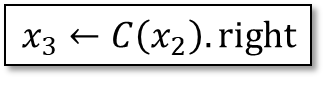 x₃ ← C(x₂).right